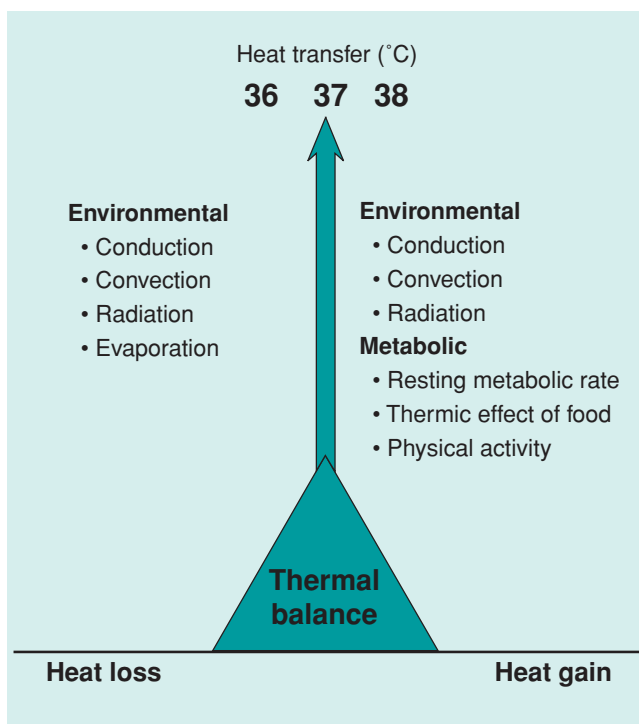 Heat transfer (˚C)
36 37 38
Environmental
• Conduction
• Convection
• Radiation
• Evaporation
Environmental
• Conduction
• Convection
• Radiation
Metabolic
• Resting metabolic rate
• Thermic effect of food
• Physical activity
Thermal
balance
Heat loss
Heat gain